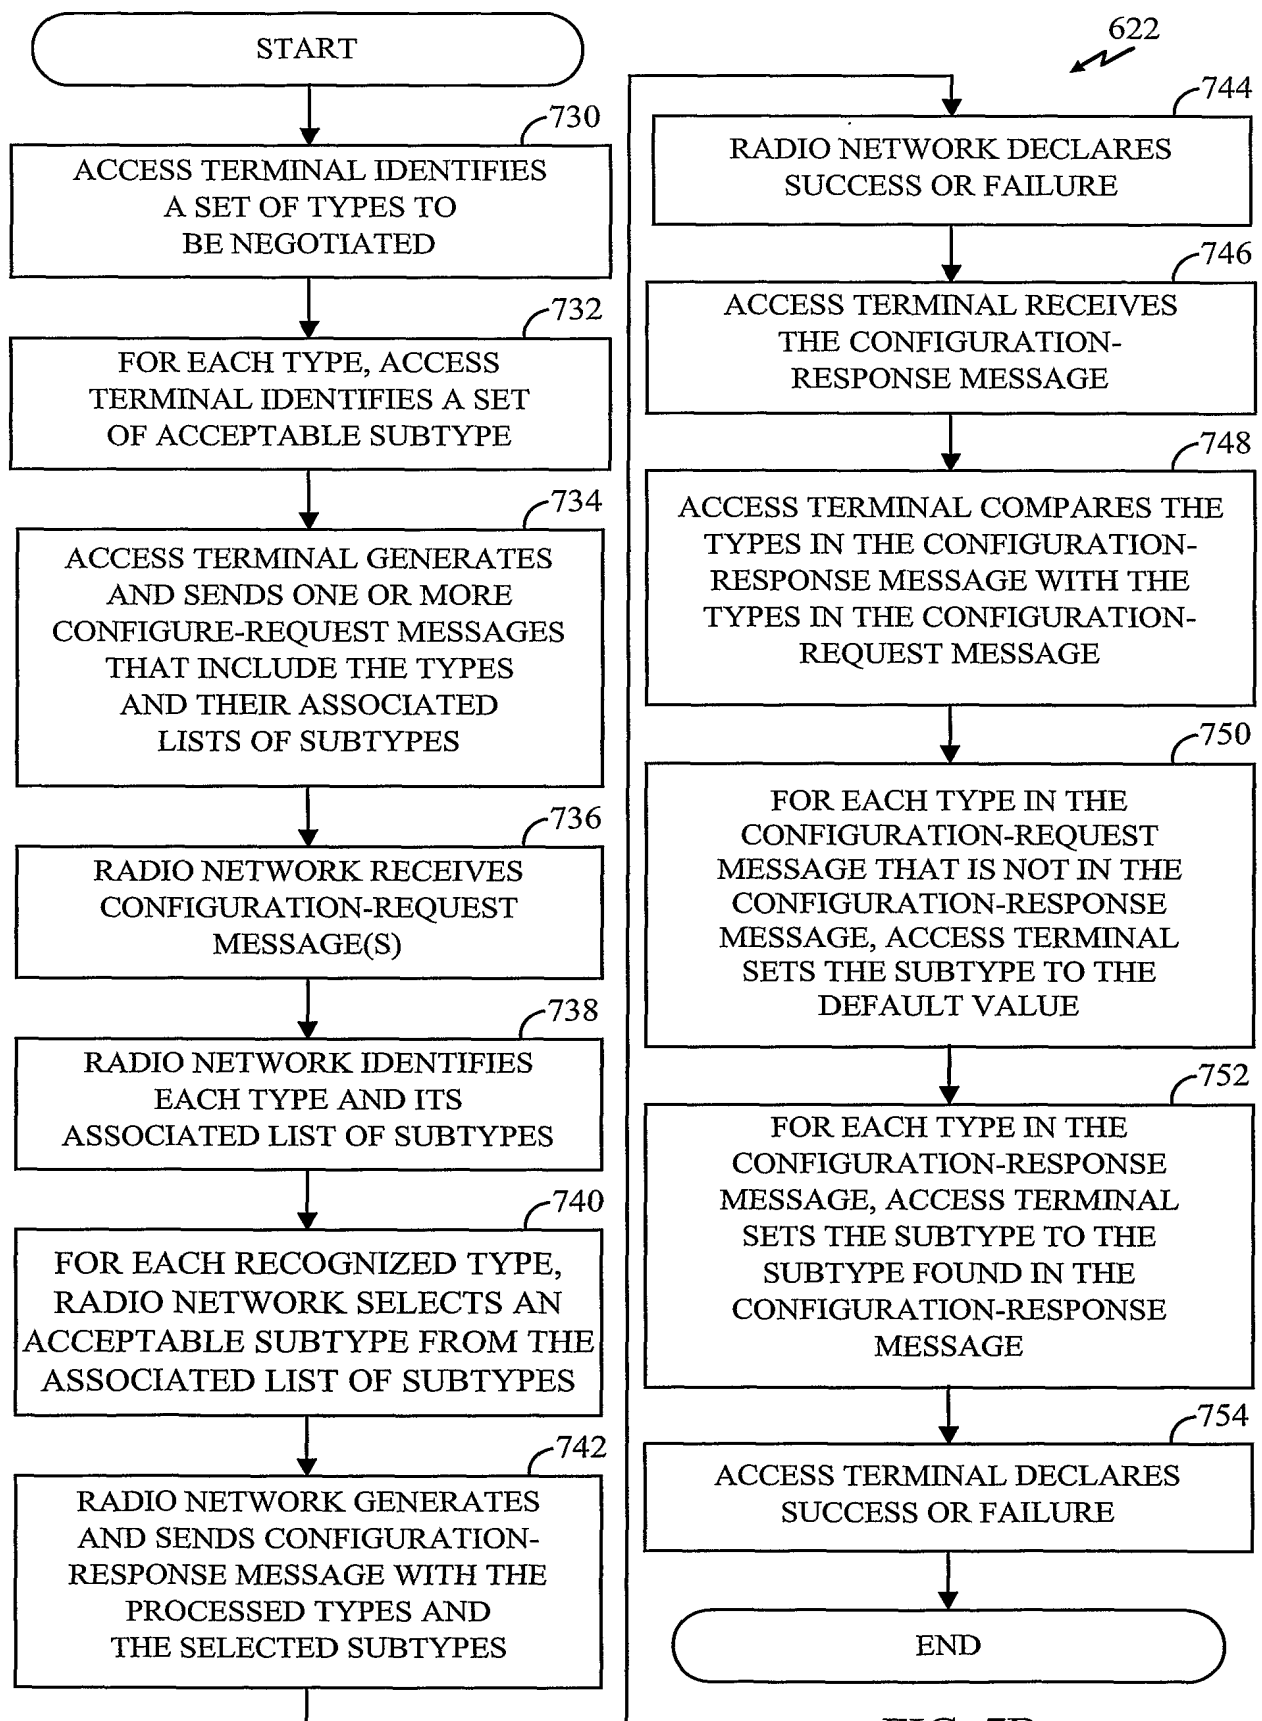 START
730
ACCESS TERMINAL IDENTIFIES
A SET OF TYPES TO
BE NEGOTIATED
732
FOR EACH TYPE, ACCESS
TERMINAL IDENTIFIES A SET
OF ACCEPTABLE SUBTYPE
734
ACCESS TERMINAL GENERATES
AND SENDS ONE OR MORE
CONFIGURE-REQUEST MESSAGES
THAT INCLUDE THE TYPES
AND THEIR ASSOCIATED
LISTS OF SUBTYPES
736
RADIO NETWORK RECEIVES
CONFIGURATION-REQUEST
MESSAGE(S)
738
RADIO NETWORK IDENTIFIES
EACH TYPE AND ITS
ASSOCIATED LIST OF SUBTYPES
740
FOR EACH RECOGNIZED TYPE,
RADIO NETWORK SELECTS AN
ACCEPTABLE SUBTYPE FROM THE
ASSOCIATED LIST OF SUBTYPES
742
RADIO NETWORK GENERATES
AND SENDS CONFIGURATION-
RESPONSE MESSAGE WITH THE
PROCESSED TYPES AND
THE SELECTED SUBTYPES
622
744
RADIO NETWORK DECLARES
SUCCESS OR FAILURE
746
ACCESS TERMINAL RECEIVES
THE CONFIGURATION-
RESPONSE MESSAGE
748
ACCESS TERMINAL COMPARES THE
TYPES IN THE CONFIGURATION-
RESPONSE MESSAGE WITH THE
TYPES IN THE CONFIGURATION-
REQUEST MESSAGE
750
FOR EACH TYPE IN THE
CONFIGURATION-REQUEST
MESSAGE THAT IS NOT IN THE
CONFIGURATION-RESPONSE
MESSAGE, ACCESS TERMINAL
SETS THE SUBTYPE TO THE
DEFAULT VALUE
752
FOR EACH TYPE IN THE
CONFIGURATION-RESPONSE
MESSAGE, ACCESS TERMINAL
SETS THE SUBTYPE TO THE
SUBTYPE FOUND IN THE
CONFIGURATION-RESPONSE
MESSAGE
754
ACCESS TERMINAL DECLARES
SUCCESS OR FAILURE
END